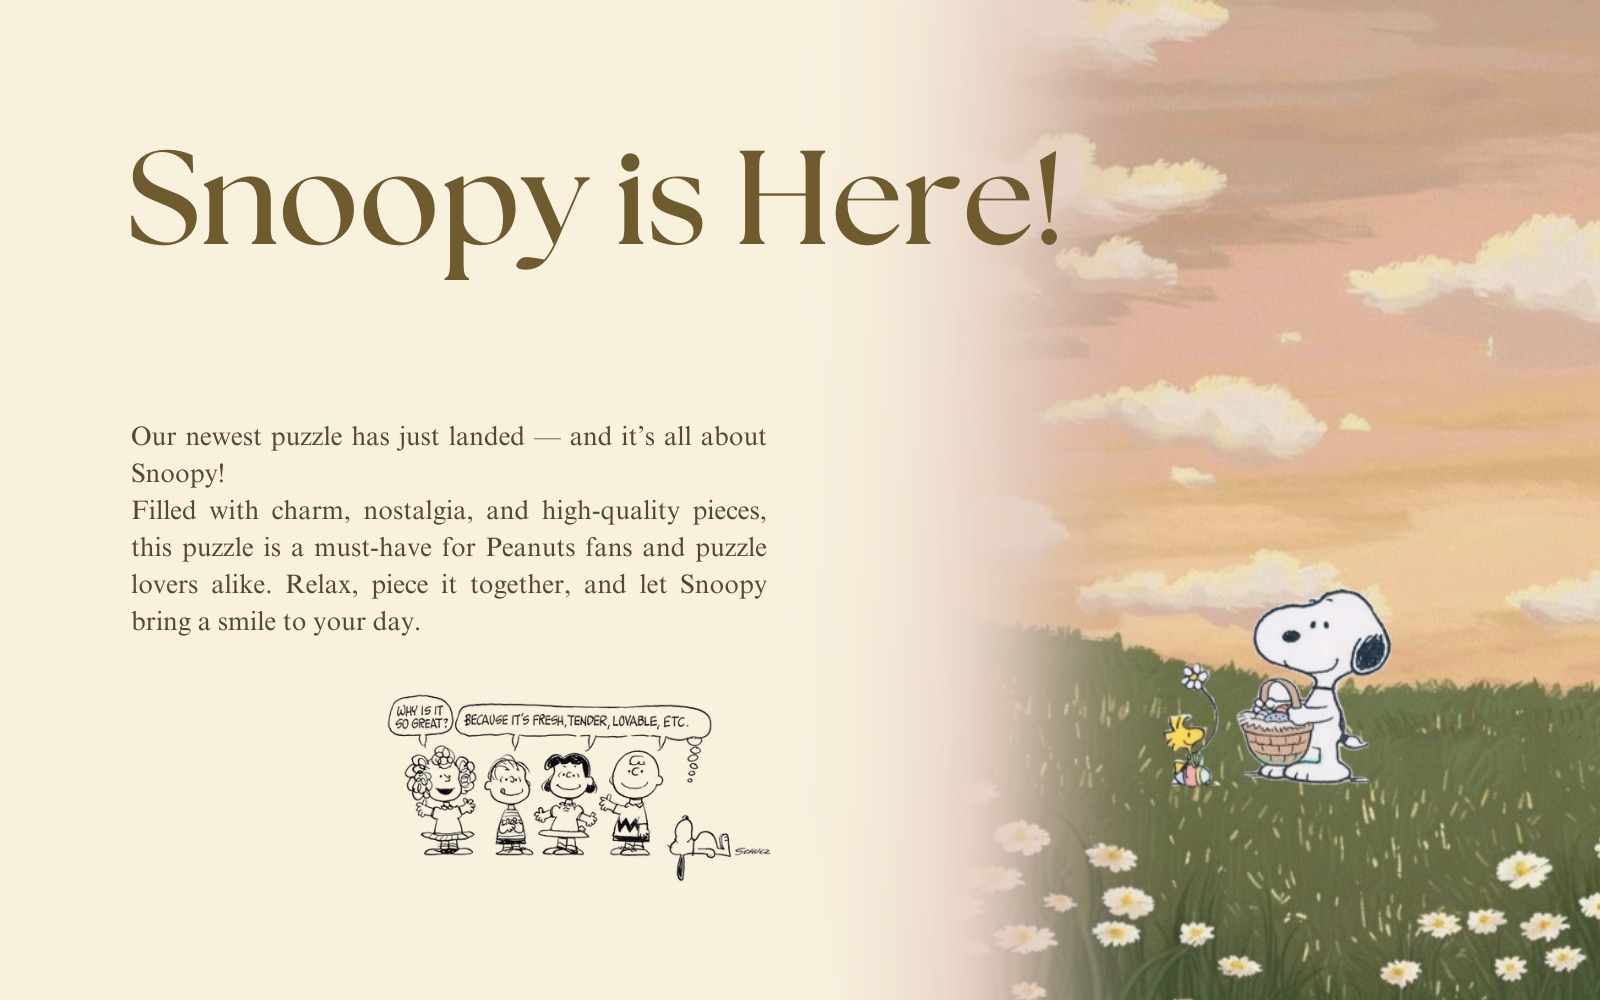 Snoopy is Here!
Our newest puzzle has just landed — and it’s all about
Snoopy!
Filled with charm, nostalgia, and high-quality pieces,
this puzzle is a must-have for Peanuts fans and puzzle
lovers alike. Relax, piece it together, and let Snoopy
bring a smile to your day.
WHY IS IT
SO GREAT?
BECAUSE IT'S FRESH, TENDER, LOVABLE, ETC.
SCHULZ